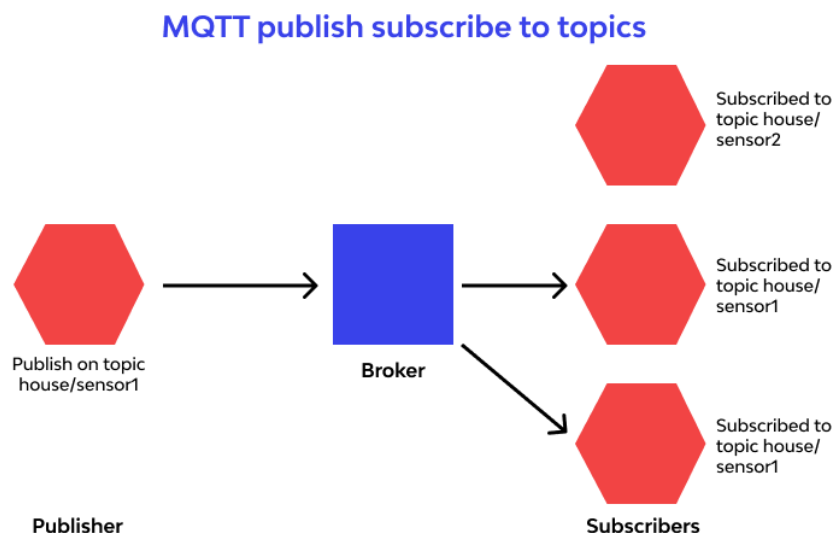 MQTT publish subscribe to topics
Subscribed to
topic house/
sensor2
Subscribed to
topic house/
sensor1
Publish on topic
house/sensor1
Broker
Subscribed to
topic house/
sensor1
Publisher
Subscribers